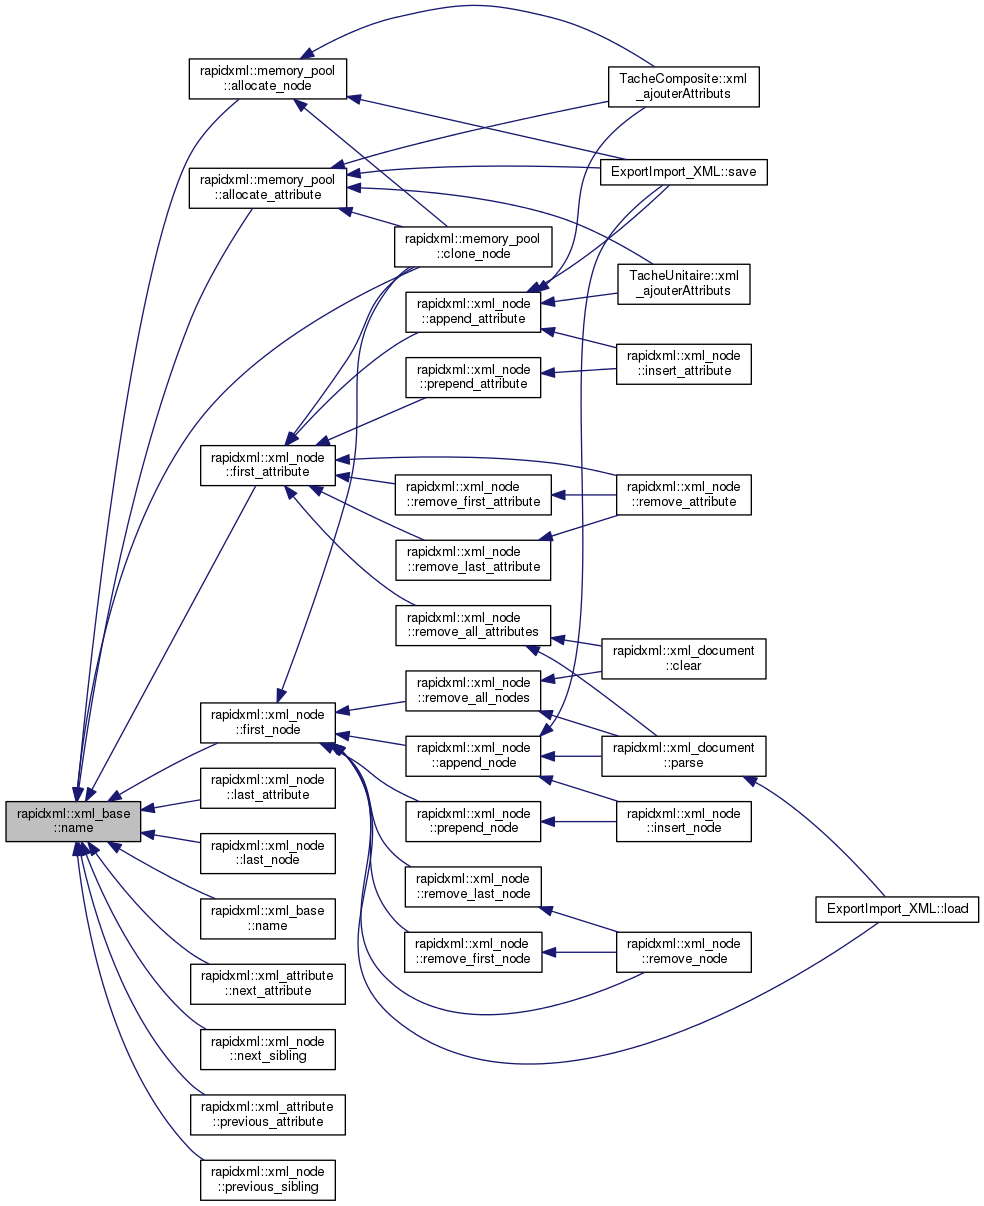 rapidxml::memory_pool
::allocate_node
TacheComposite::xml
_ajouterAttributs
ExportImport_XML::save
rapidxml::memory_pool
::allocate_attribute
rapidxml::memory_pool
::clone_node
TacheUnitaire::xml
_ajouterAttributs
rapidxml::xml_node
::append_attribute
rapidxml::xml_node
::insert_attribute
rapidxml::xml_node
::prepend_attribute
rapidxml::xml_node
::first_attribute
rapidxml::xml_node
::remove_first_attribute
rapidxml::xml_node
::remove_attribute
rapidxml::xml_node
::remove_last_attribute
rapidxml::xml_node
::remove_all_attributes
rapidxml::xml_document
::clear
rapidxml::xml_node
::remove_all_nodes
rapidxml::xml_node
::first_node
rapidxml::xml_node
::append_node
rapidxml::xml_document
::parse
rapidxml::xml_node
::last_attribute
rapidxml::xml_base
::name
rapidxml::xml_node
::prepend_node
rapidxml::xml_node
::insert_node
rapidxml::xml_node
::last_node
rapidxml::xml_node
::remove_last_node
rapidxml::xml_base
::name
ExportImport_XML::load
rapidxml::xml_node
::remove_first_node
rapidxml::xml_node
::remove_node
rapidxml::xml_attribute
::next_attribute
rapidxml::xml_node
::next_sibling
rapidxml::xml_attribute
::previous_attribute
rapidxml::xml_node
::previous_sibling